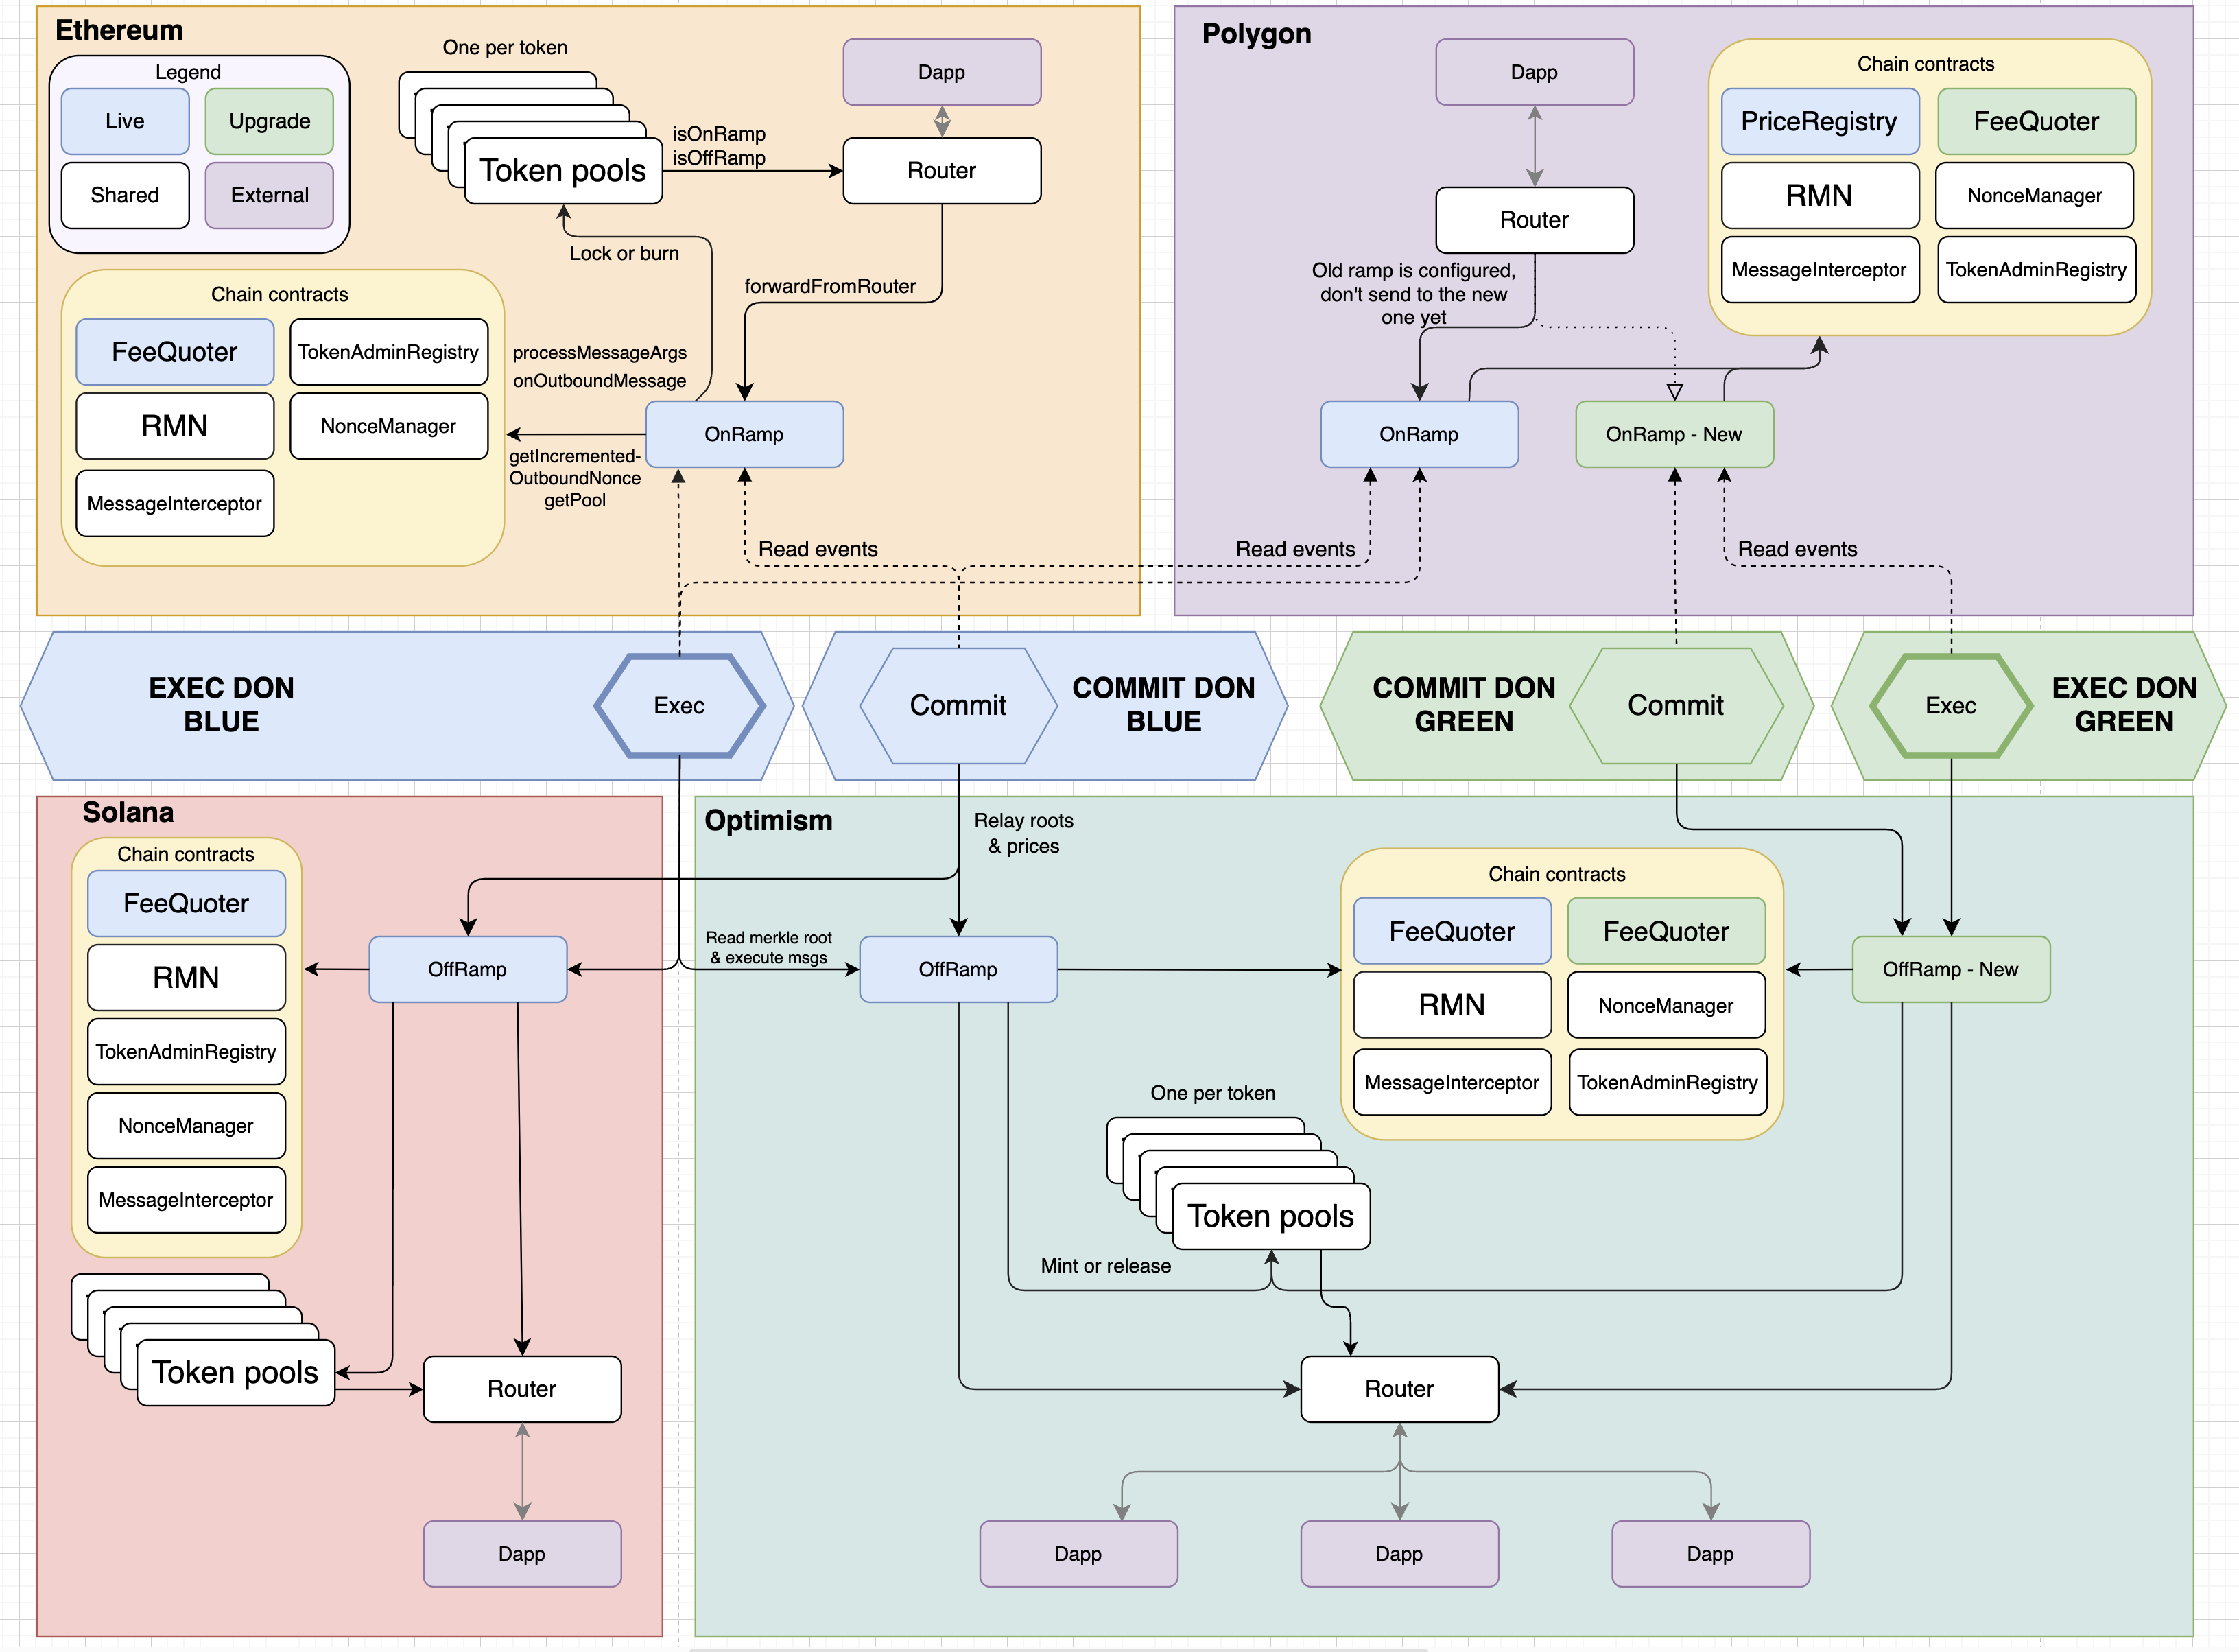 Ethereum
Legend
Live
Upgrade
Shared
External
One per token
Token pools
isOnRamp
isOffRamp
Dapp
Router
Lock or burn
forwardFromRouter
Chain contracts
FeeQuoter
TokenAdminRegistry
RMN
NonceManager
MessageInterceptor
processMessageArgs
onOutboundMessage
OnRamp
getIncremented-
OutboundNonce
getPool
Read events
Polygon
Dapp
Router
Chain contracts
PriceRegistry
FeeQuoter
RMN
NonceManager
MessageInterceptor
TokenAdminRegistry
Old ramp is configured,
don't send to the new
one yet
OnRamp
OnRamp - New
Read events
Read events
EXEC DON
BLUE
Exec
Commit
COMMIT DON
BLUE
COMMIT DON
GREEN
Commit
Exec
EXEC DON
GREEN
Solana
Chain contracts
FeeQuoter
RMN
TokenAdminRegistry
NonceManager
MessageInterceptor
OffRamp
Token pools
Router
Dapp
Optimism
Relay roots
& prices
Read merkle root
& execute msgs
OffRamp
Chain contracts
FeeQuoter
FeeQuoter
RMN
NonceManager
MessageInterceptor
TokenAdminRegistry
OffRamp - New
One per token
Token pools
Mint or release
Router
Dapp
Dapp
Dapp